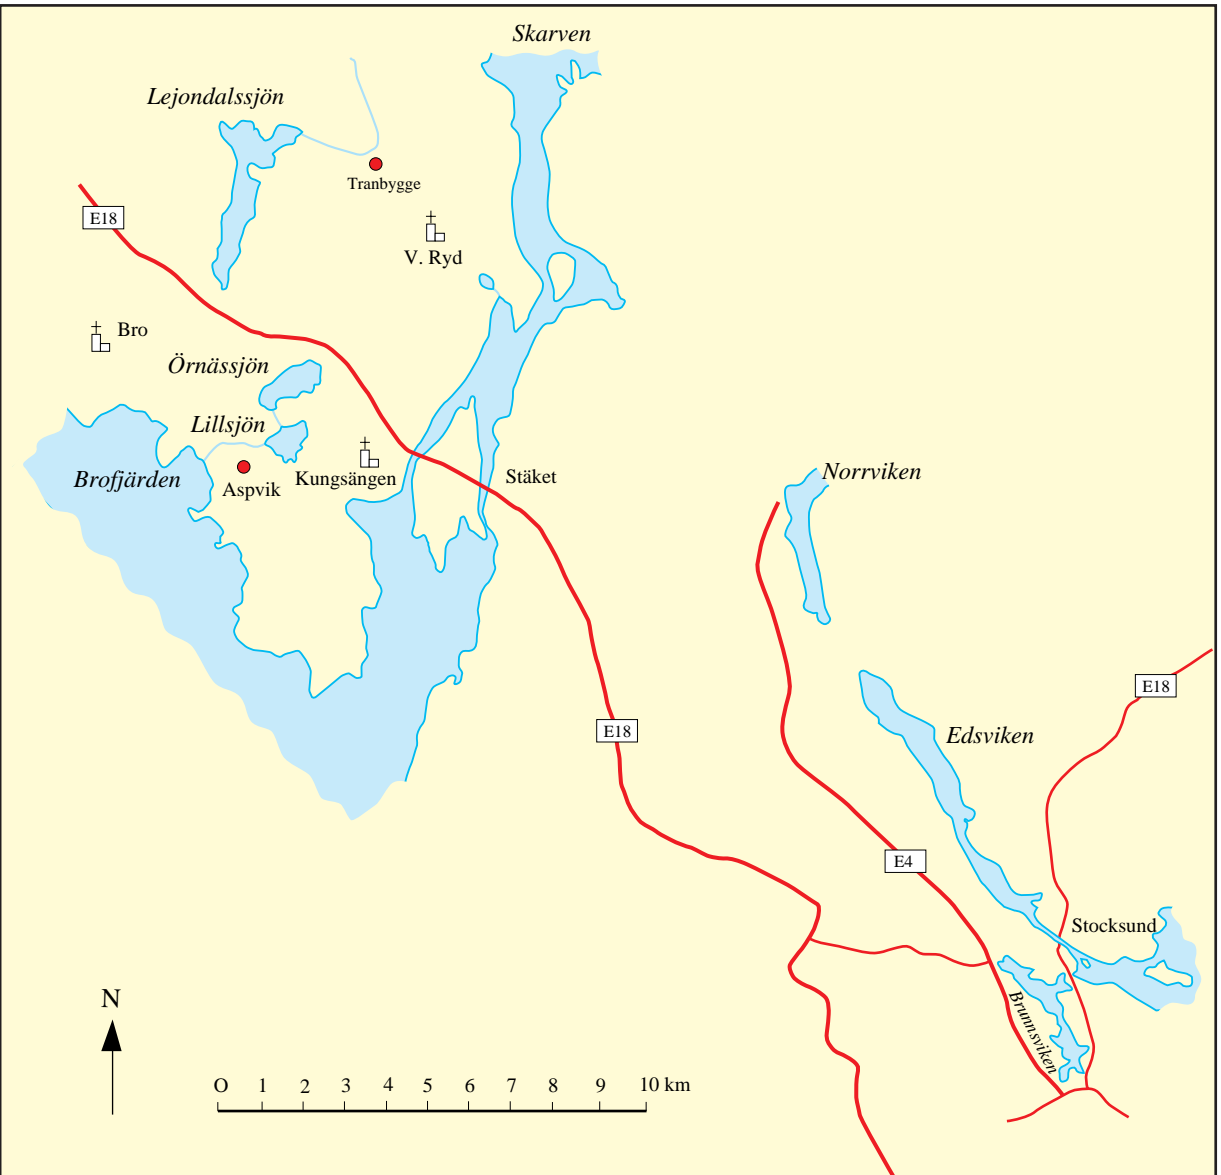 Skarven
Lejondalssjön
Tranbygge
E18
V. Ryd
Bro
Örnässjön
Lillsjön
Brofjärden
Aspvik
Kungsängen
Stäket
Norrviken
E18
E18
Edsviken
E4
Stocksund
Brunnsviken
N
O 1 2 3 4 5 6 7 8 9 10 km